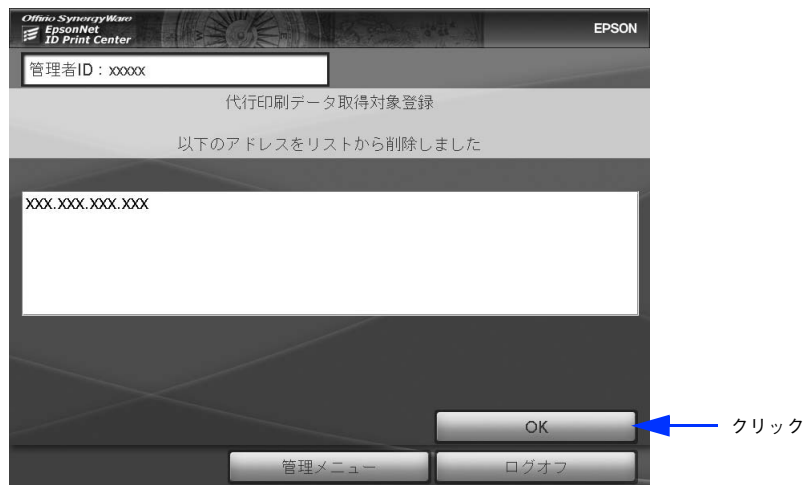 Offirio SynergyWare
EpsonNet
ID Print Center
EPSON
管理者ID：xxxxx
代行印刷データ取得対象登録
以下のアドレスをリストから削除しました
XXX.XXX.XXX.XXX
OK
クリック
管理メニュー
ログオフ